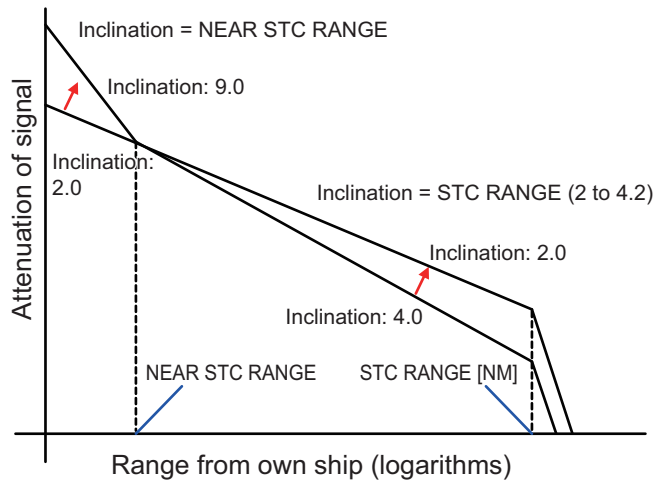 Inclination = NEAR STC RANGE
Inclination: 9.0
Inclination:
2.0
Inclination = STC RANGE (2 to 4.2)
Inclination: 2.0
Inclination: 4.0
NEAR STC RANGE
STC RANGE [NM]
Attenuation of signal
Range from own ship (logarithms)